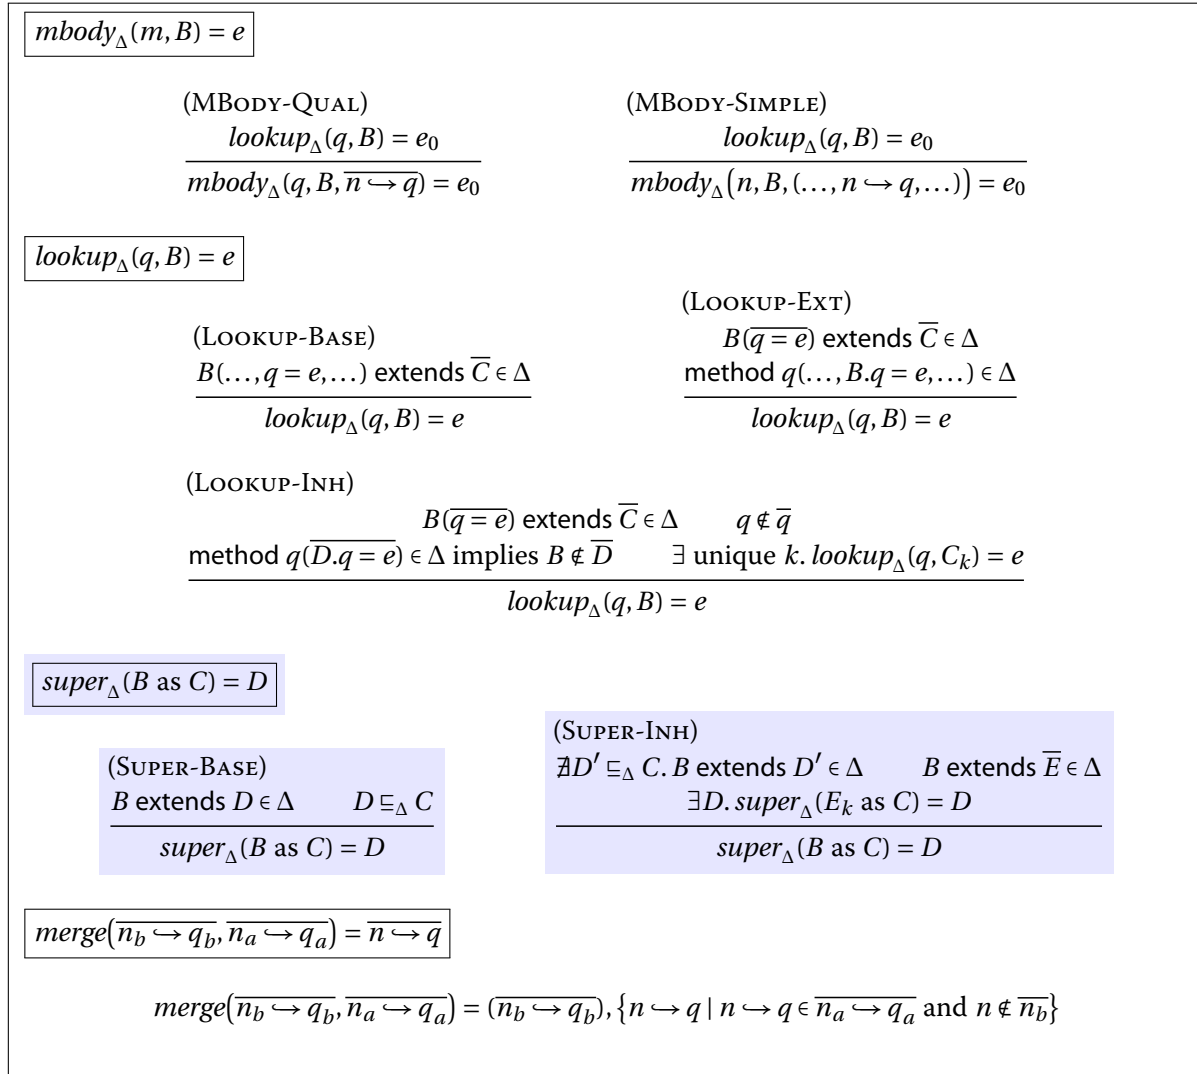 mbody_Δ(m, B) = e
(MBody-Qual)
lookup_Δ(q, B) = e₀
mbody_Δ(q, B, \overline{n ↪ q}) = e₀
(MBody-Simple)
lookup_Δ(q, B) = e₀
mbody_Δ(n, B, (…, n ↪ q, …)) = e₀
lookup_Δ(q, B) = e
(Lookup-Base)
B(…, q = e, …) extends \overline{C} ∈ Δ
lookup_Δ(q, B) = e
(Lookup-Ext)
B(\overline{q = e}) extends \overline{C} ∈ Δ
method q(…, B.q = e, …) ∈ Δ
lookup_Δ(q, B) = e
(Lookup-Inh)
B(\overline{q = e}) extends \overline{C} ∈ Δ q ∉ \overline{q}
method q(\overline{D.q = e}) ∈ Δ implies B ∉ \overline{D} ∃ unique k. lookup_Δ(q, C_k) = e
lookup_Δ(q, B) = e
super_Δ(B as C) = D
(Super-Base)
B extends D ∈ Δ D ⊑_Δ C
super_Δ(B as C) = D
(Super-Inh)
∄D′ ⊑_Δ C. B extends D′ ∈ Δ B extends \overline{E} ∈ Δ
∃D. super_Δ(E_k as C) = D
super_Δ(B as C) = D
merge(\overline{n_b ↪ q_b}, \overline{n_a ↪ q_a}) = \overline{n ↪ q}
merge(\overline{n_b ↪ q_b}, \overline{n_a ↪ q_a}) = (\overline{n_b ↪ q_b}), {n ↪ q | n ↪ q ∈ \overline{n_a ↪ q_a} and n ∉ \overline{n_b}}